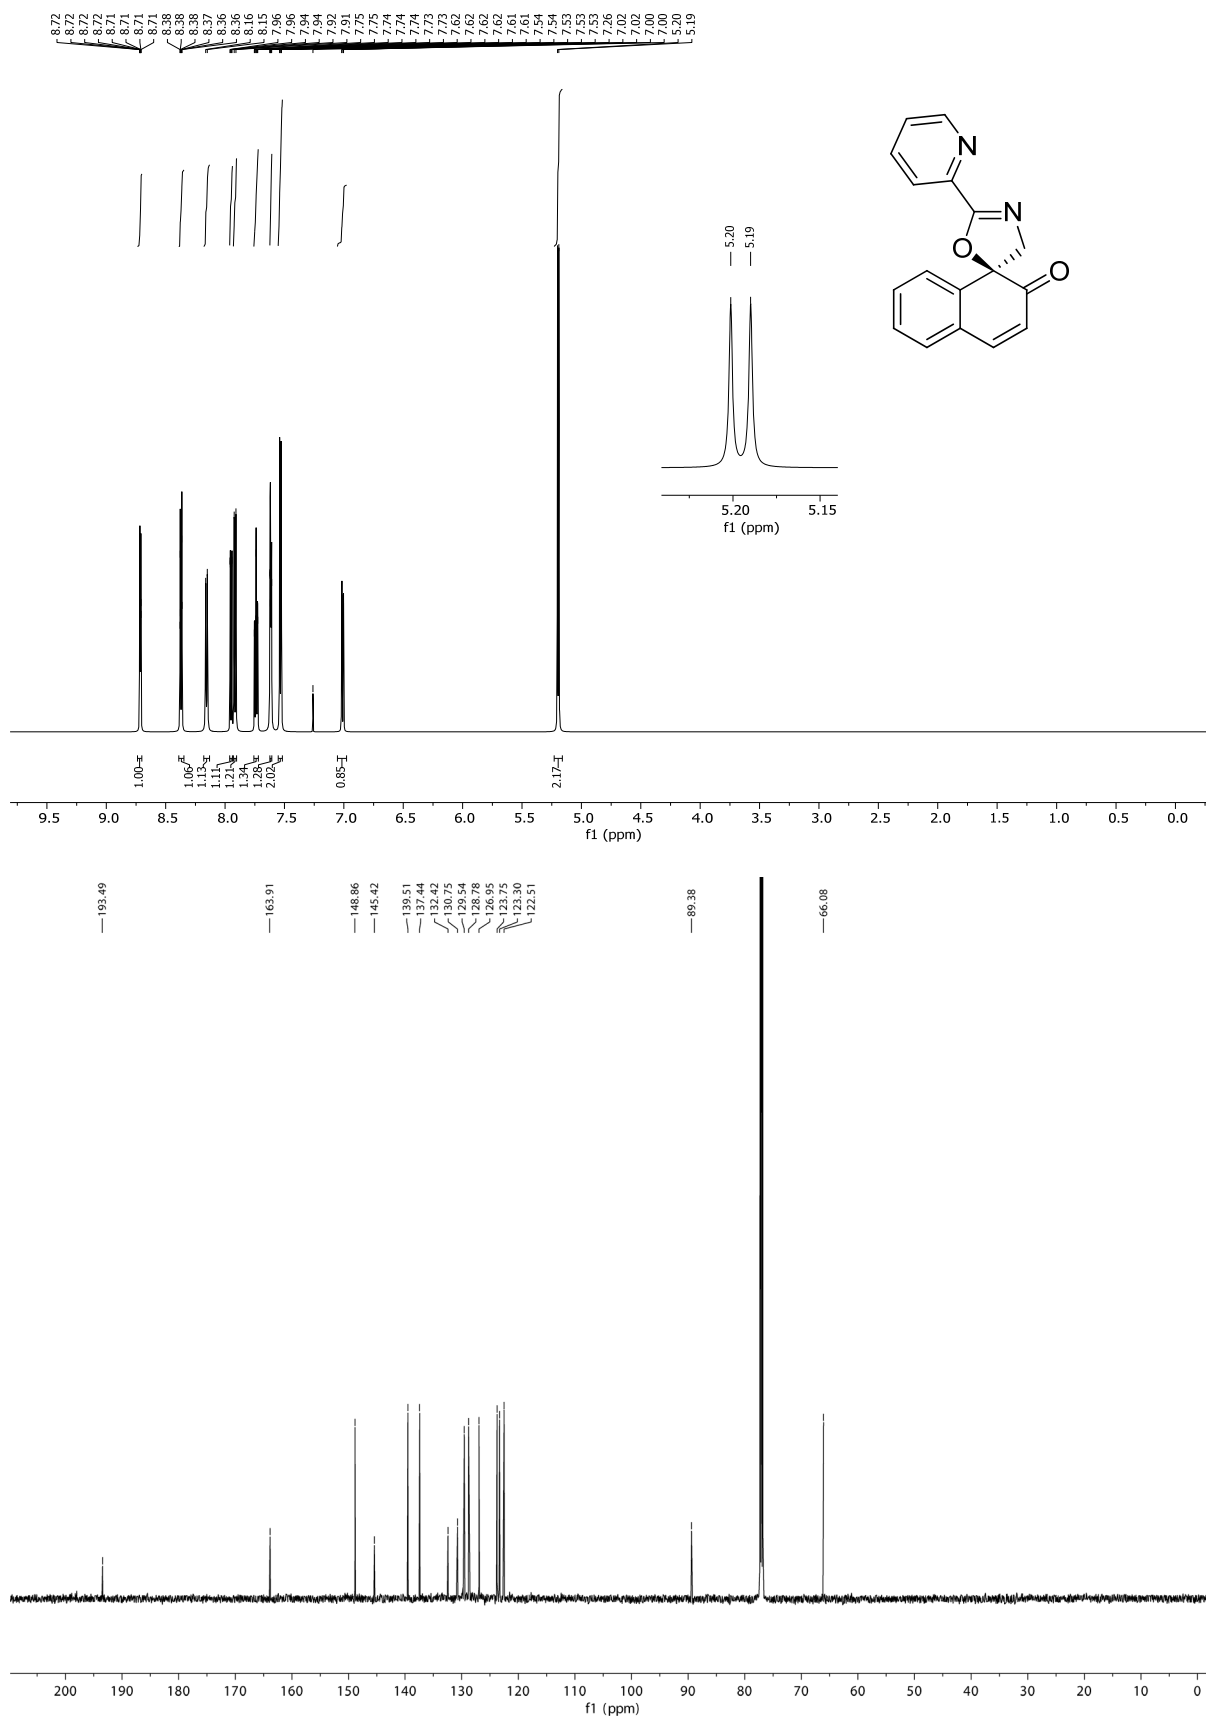 8.72 8.72 8.72 8.72 8.71 8.71 8.71 8.71 8.38 8.38 8.38 8.37 8.36 8.36 8.16 8.15 7.96 7.96 7.94 7.94 7.92 7.91 7.75 7.75 7.74 7.74 7.74 7.73 7.73 7.62 7.62 7.62 7.62 7.61 7.61 7.54 7.54 7.53 7.53 7.53 7.26 7.02 7.02 7.00 7.00 5.20 5.19
N
N
O
O
5.20 5.19
5.20 5.15
f1 (ppm)
1.00 1.06 1.13 1.11 1.21 1.34 1.28 2.02 0.85 2.17
9.5 9.0 8.5 8.0 7.5 7.0 6.5 6.0 5.5 5.0 4.5 4.0 3.5 3.0 2.5 2.0 1.5 1.0 0.5 0.0
f1 (ppm)
193.49 163.91 148.86 145.42 139.51 137.44 132.42 130.75 129.54 128.78 126.95 123.75 123.30 122.51 89.38 66.08
200 190 180 170 160 150 140 130 120 110 100 90 80 70 60 50 40 30 20 10 0
f1 (ppm)